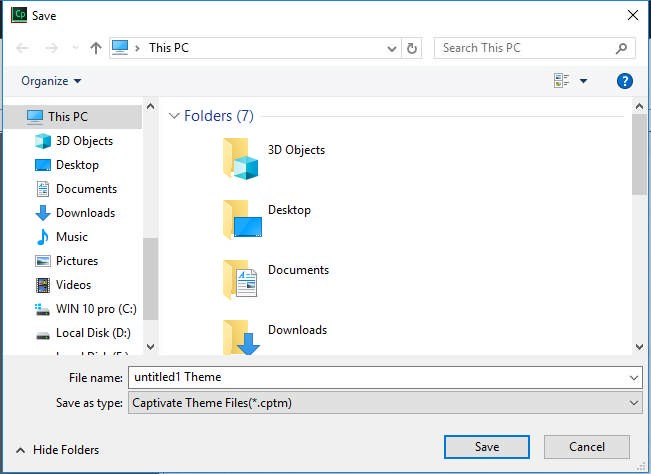 Cp Save
This PC
Search This PC
Organize
?
This PC
3D Objects
Desktop
Documents
Downloads
Music
Pictures
Videos
WIN 10 pro (C:)
Local Disk (D:)
Folders (7)
3D Objects
Desktop
Documents
Downloads
File name: untitled1 Theme
Save as type: Captivate Theme Files(*.cptm)
Hide Folders
Save
Cancel